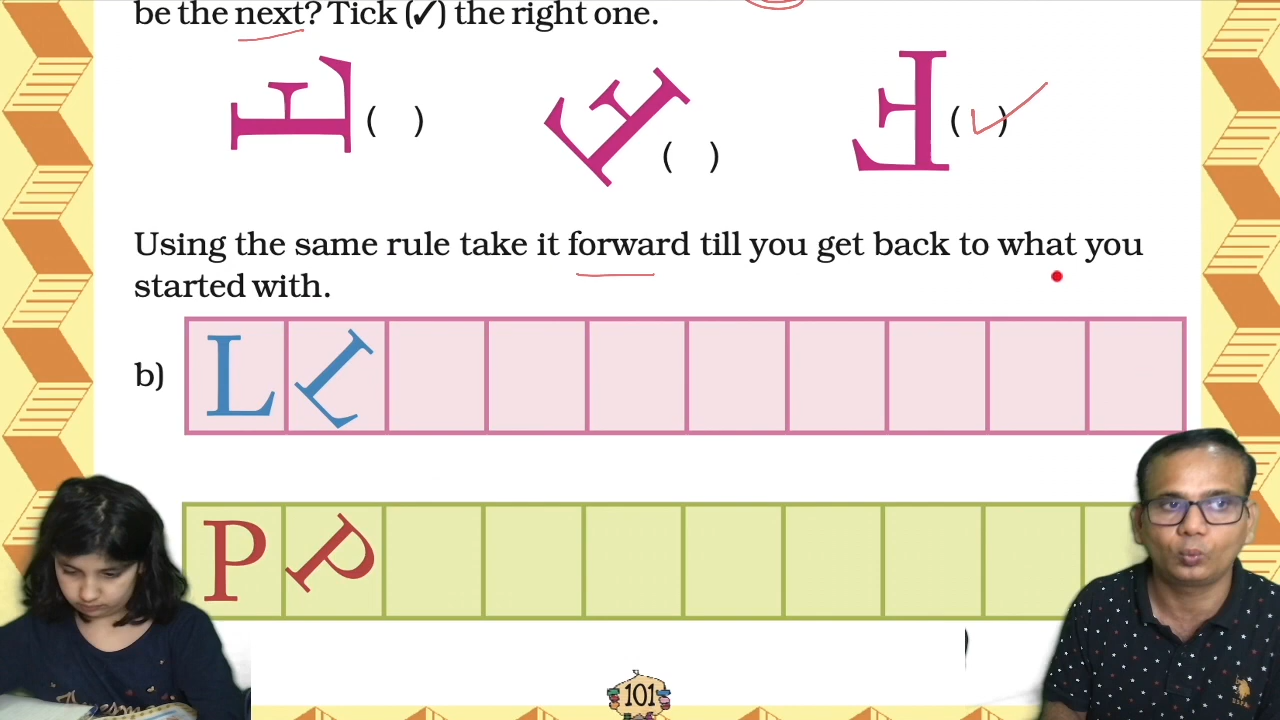 be the next? Tick (✓) the right one.
E ( ) E ( ) E (✓)
Using the same rule take it forward till you get back to what you
started with.
b) L L
P P
101